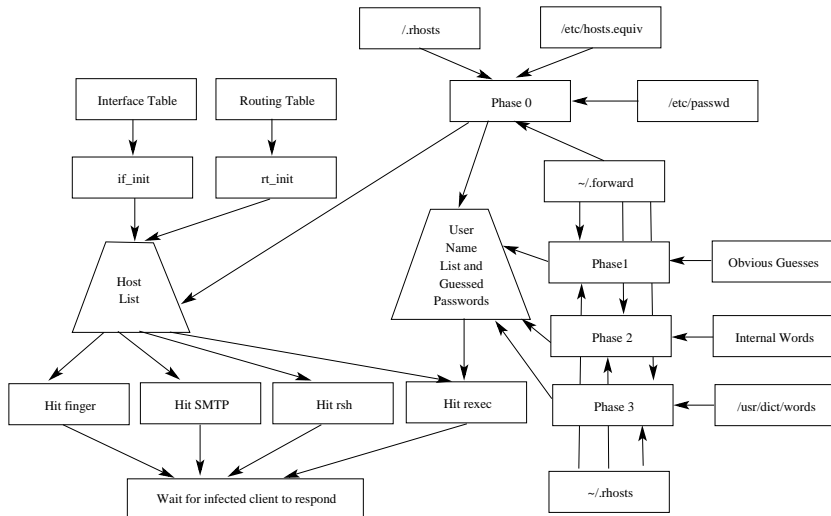 /.rhosts
/etc/hosts.equiv
Interface Table
Routing Table
Phase 0
/etc/passwd
if_init
rt_init
~/.forward
User
Name
List and
Guessed
Passwords
Host
List
Phase1
Obvious Guesses
Phase 2
Internal Words
Hit finger
Hit SMTP
Hit rsh
Hit rexec
Phase 3
/usr/dict/words
Wait for infected client to respond
~/.rhosts